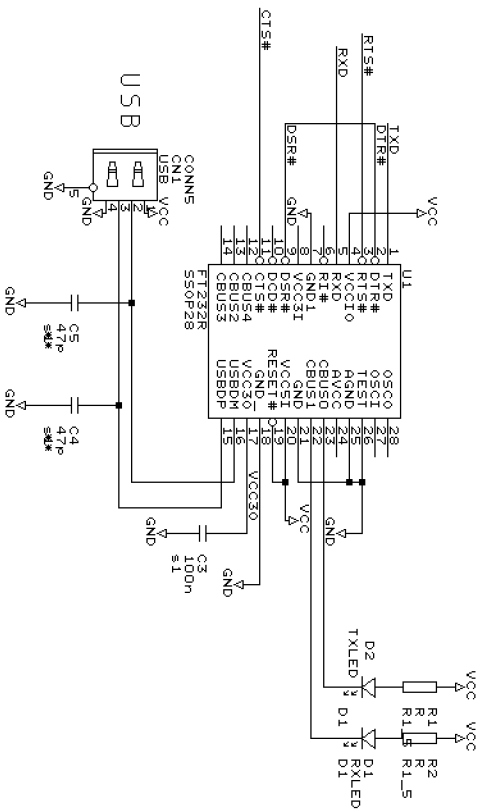 CTS#
RXD
RTS#
TXD
DTR#
DSR#
VCC
GND
USB
CONN5
CN1
USB
VCC
1
2
3
4
5
GND
GND
U1
1 TXD
2 DTR#
3 RTS#
4 VCCIO
5 RXD
6 RI#
7 GND1
8 VCC3I
9 DSR#
10 DCD#
11 CTS#
12 CBUS4
13 CBUS2
14 CBUS3
OSCO 28
OSCI 27
TEST 26
AGND 25
AVCC 24
CBUS0 23
CBUS1 22
GND 21
VCC5I 20
RESET# 19
GND_ 18
VCC3O 17
USBDM 16
USBDP 15
FT232R
SSOP28
GND
VCC
VCC3O
GND
C3
100n
s1
GND
C5
47p
GND
C4
47p
GND
D2
TXLED
D1
R1
R
R1_5
VCC
D1
RXLED
D1
R2
R
R1_5
VCC